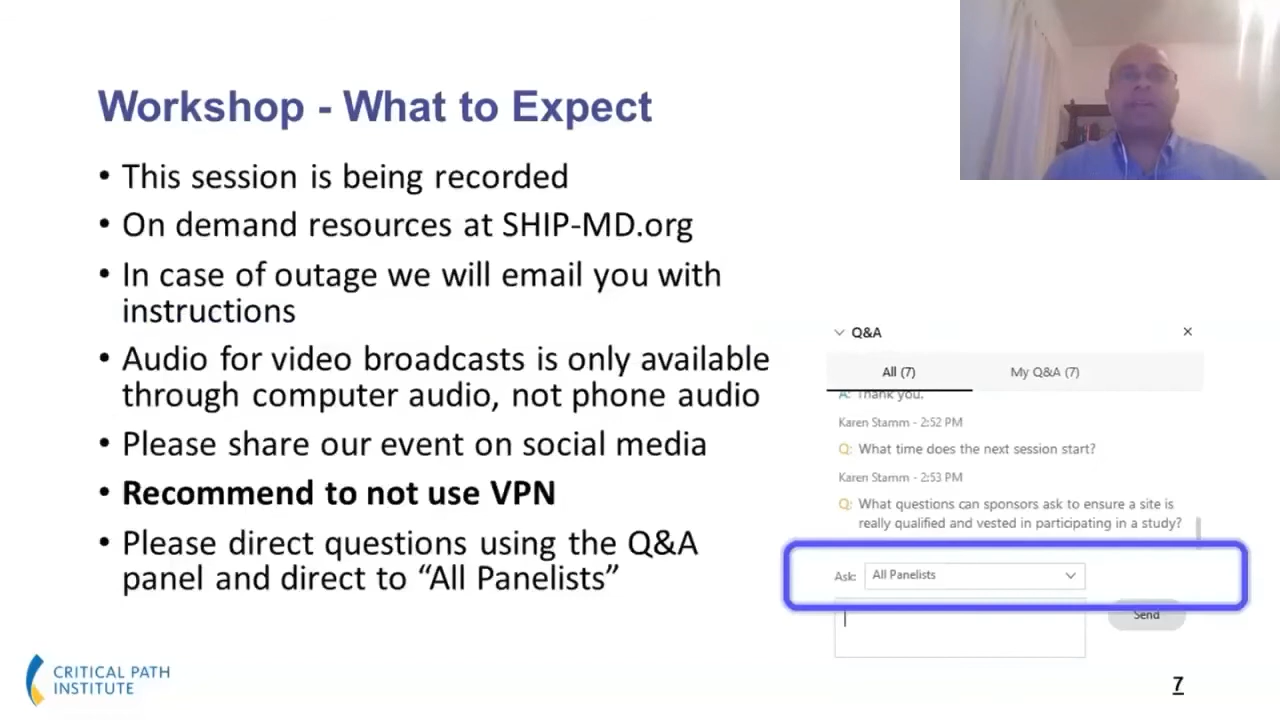 Workshop - What to Expect
• This session is being recorded
• On demand resources at SHIP-MD.org
• In case of outage we will email you with
instructions
• Audio for video broadcasts is only available
through computer audio, not phone audio
• Please share our event on social media
• Recommend to not use VPN
• Please direct questions using the Q&A
panel and direct to “All Panelists”
Q&A
All (7) My Q&A (7)
A: Thank you.
Karen Stamm - 2:52 PM
Q: What time does the next session start?
Karen Stamm - 2:53 PM
Q: What questions can sponsors ask to ensure a site is
really qualified and vested in participating in a study?
Ask: All Panelists
Send
CRITICAL PATH
INSTITUTE
7